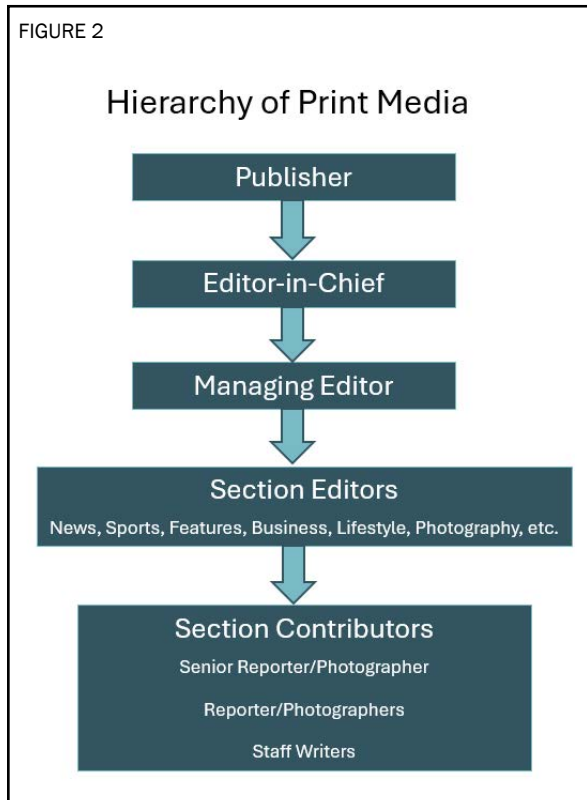 FIGURE 2
Hierarchy of Print Media
Publisher
Editor-in-Chief
Managing Editor
Section Editors
News, Sports, Features, Business, Lifestyle, Photography, etc.
Section Contributors
Senior Reporter/Photographer
Reporter/Photographers
Staff Writers